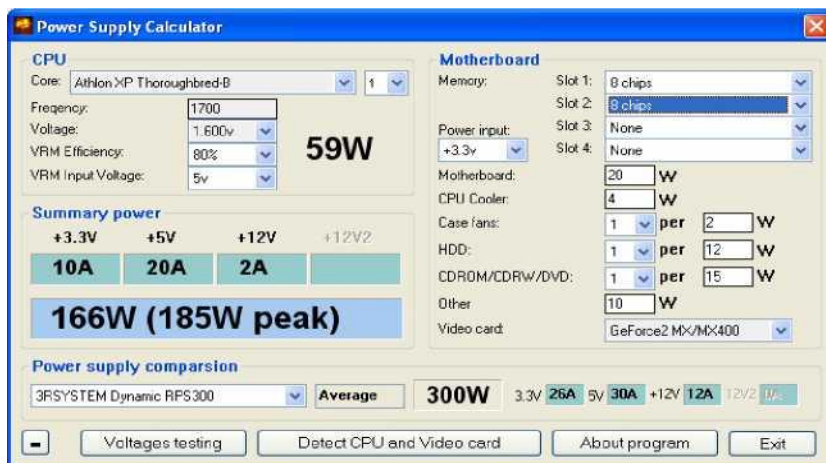 Power Supply Calculator
CPU
Core: Athlon XP Thoroughbred-B 1
Freqency: 1700
Voltage: 1.600v
VRM Efficiency: 80%
VRM Input Voltage: 5v
59W
Summary power
+3.3V +5V +12V +12V2
10A 20A 2A
166W (185W peak)
Motherboard
Memory: Slot 1: 8 chips
Slot 2: 8 chips
Power input: Slot 3: None
+3.3v Slot 4: None
Motherboard: 20 W
CPU Cooler: 4 W
Case fans: 1 per 2 W
HDD: 1 per 12 W
CDROM/CDRW/DVD: 1 per 15 W
Other 10 W
Video card: GeForce2 MX/MX400
Power supply comparsion
3RSYSTEM Dynamic RPS300 Average 300W 3.3V 26A 5V 30A +12V 12A 12V2
- Voltages testing Detect CPU and Video card About program Exit